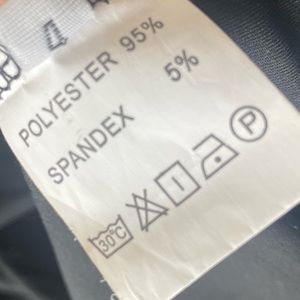 POLYESTER 95%
SPANDEX 5%
30°C
P